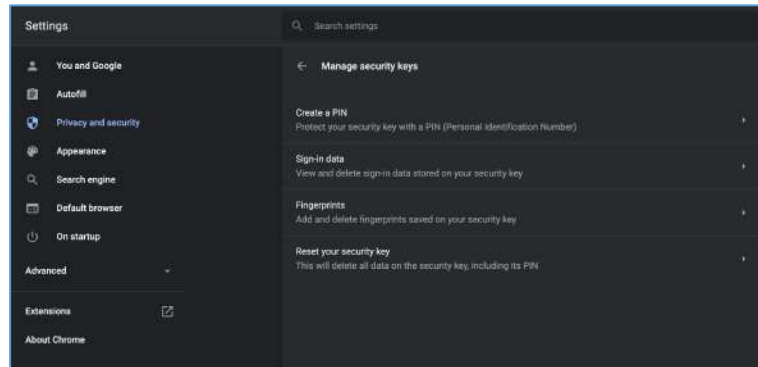 Settings
Search settings
You and Google
Autofill
Privacy and security
Appearance
Search engine
Default browser
On startup
Advanced
Extensions
About Chrome
Manage security keys
Create a PIN
Protect your security key with a PIN (Personal Identification Number)
Sign-in data
View and delete sign-in data stored on your security key
Fingerprints
Add and delete fingerprints saved on your security key
Reset your security key
This will delete all data on the security key, including its PIN